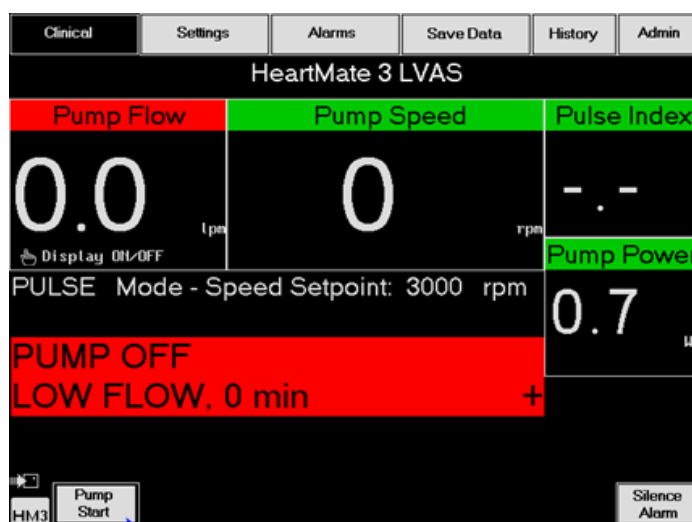 Clinical Settings Alarms Save Data History Admin
HeartMate 3 LVAS
Pump Flow Pump Speed Pulse Index
0.0 lpm 0 rpm -.-
Display ON/OFF
Pump Power
PULSE Mode - Speed Setpoint: 3000 rpm
0.7
PUMP OFF
LOW FLOW, 0 min +
HM3 Pump Start Silence Alarm